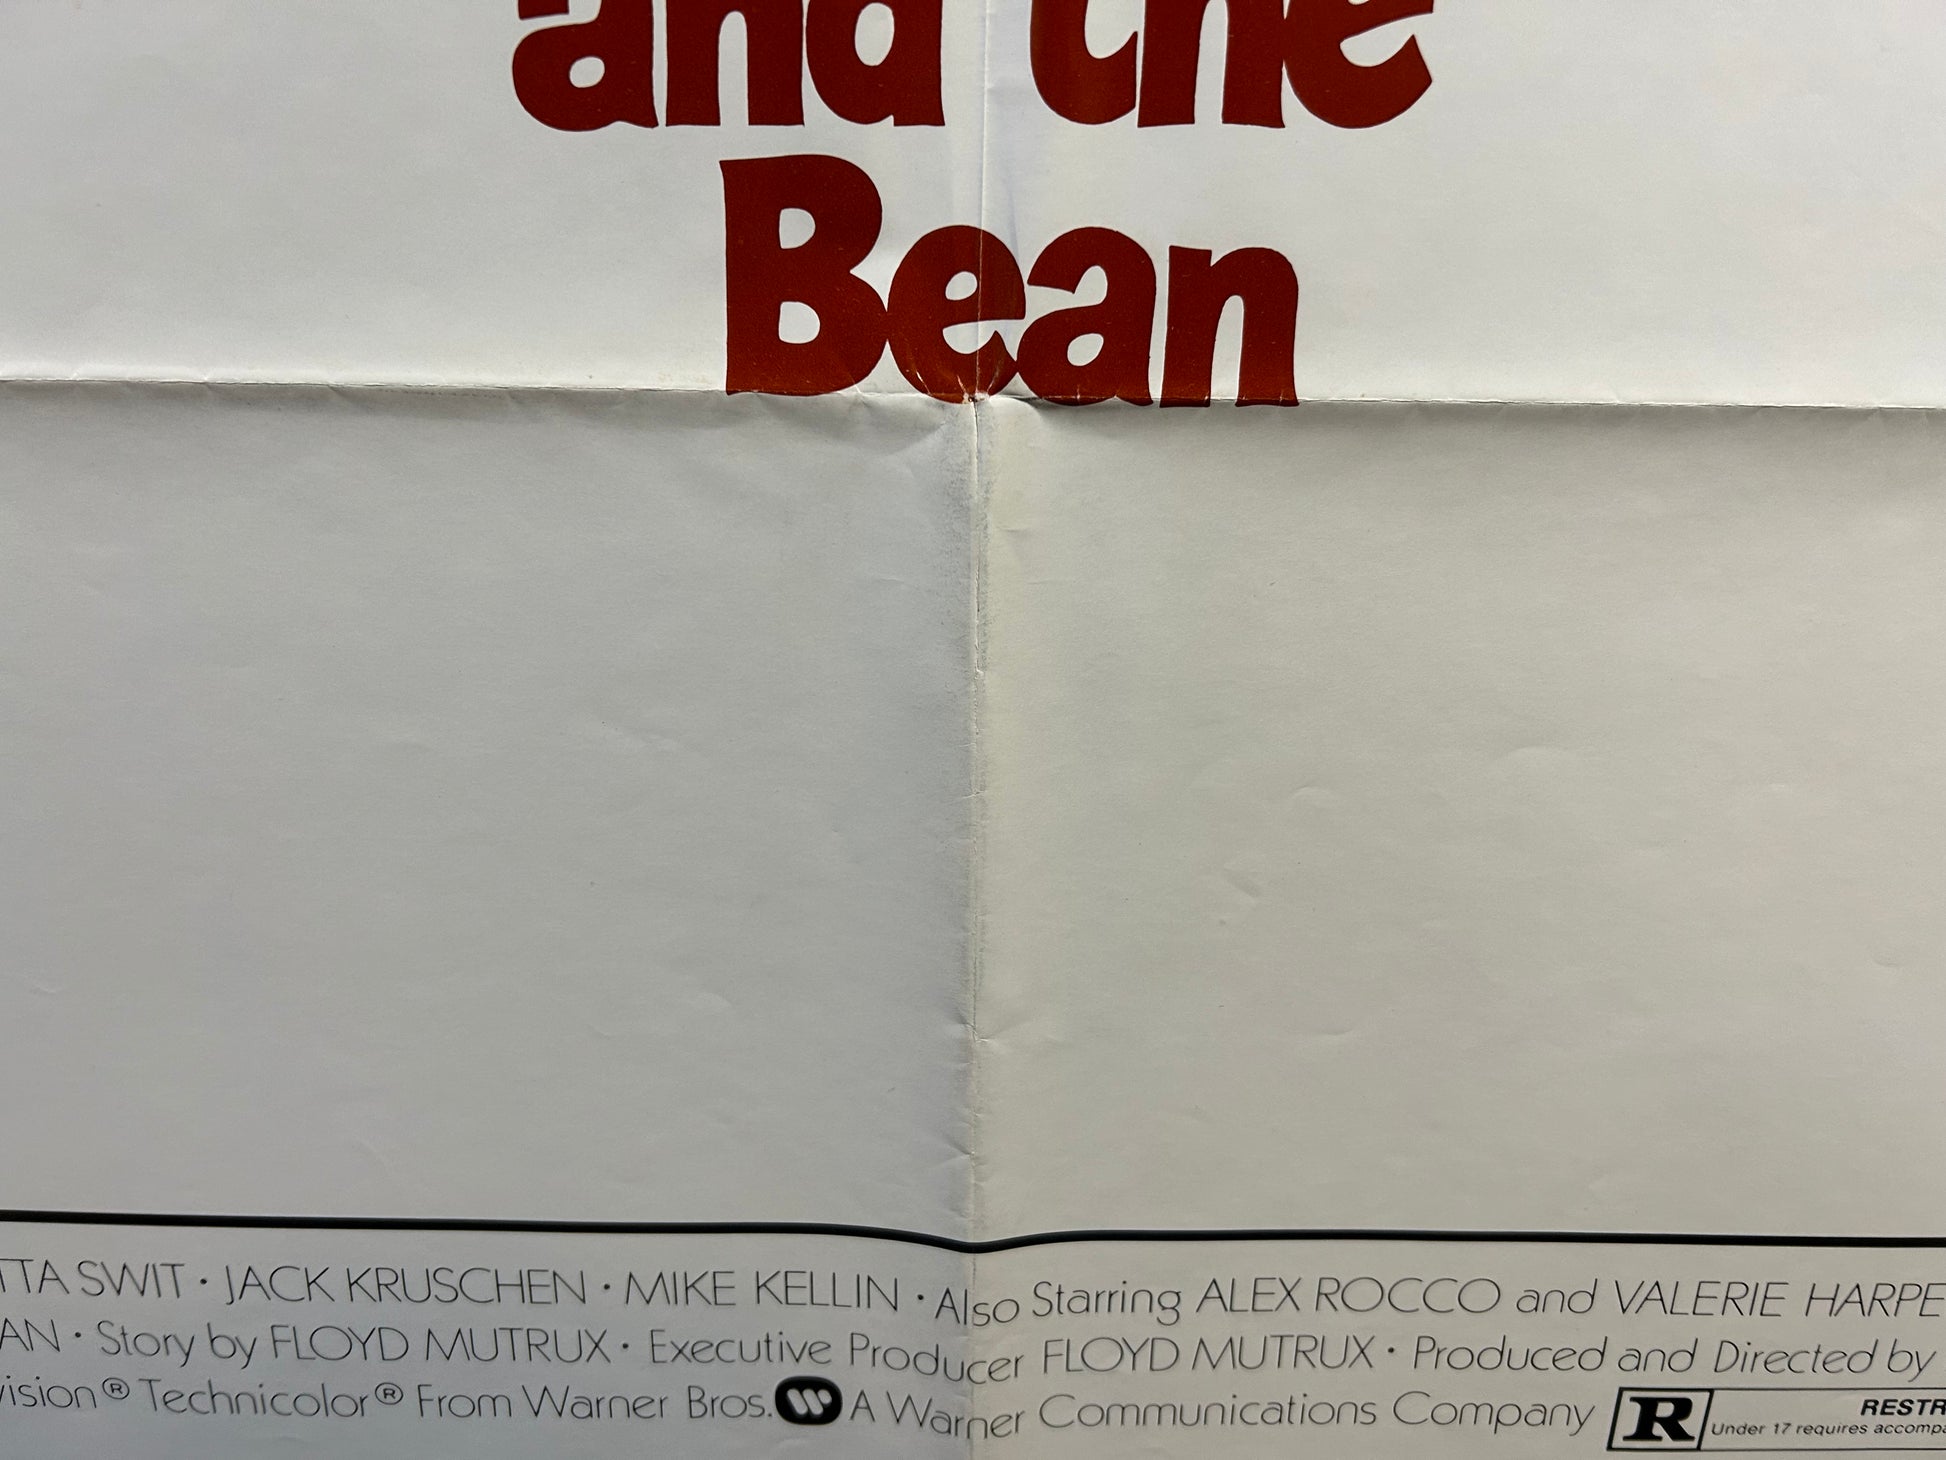 and the
Bean
TTA SWIT · JACK KRUSCHEN · MIKE KELLIN · Also Starring ALEX ROCCO and VALERIE HARPE
AN · Story by FLOYD MUTRUX · Executive Producer FLOYD MUTRUX · Produced and Directed by
vision® Technicolor® From Warner Bros. A Warner Communications Company
R RESTR
Under 17 requires accompa